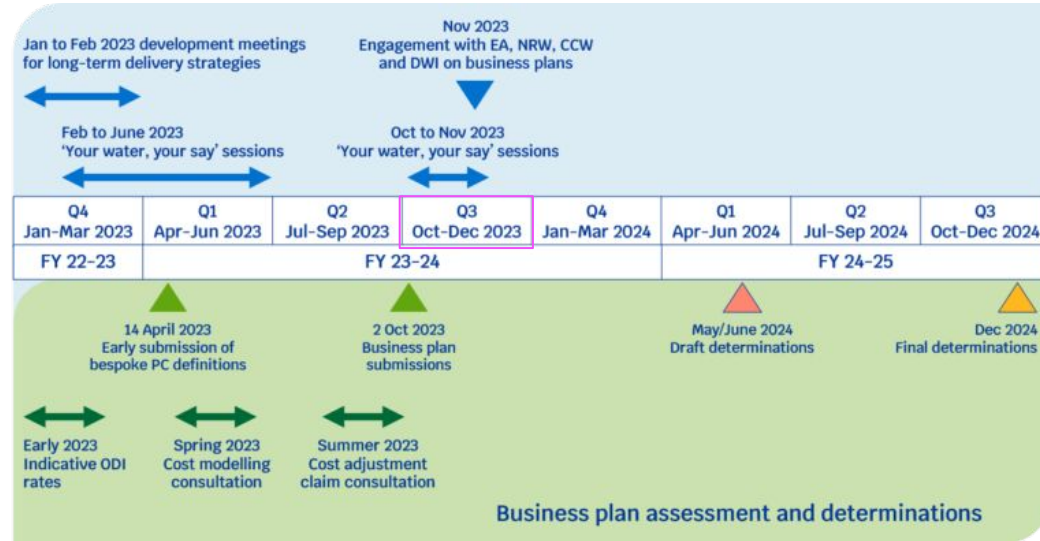 Jan to Feb 2023 development meetings
for long-term delivery strategies
Nov 2023
Engagement with EA, NRW, CCW
and DWI on business plans
Feb to June 2023
‘Your water, your say’ sessions
Oct to Nov 2023
‘Your water, your say’ sessions
Q4
Jan-Mar 2023
Q1
Apr-Jun 2023
Q2
Jul-Sep 2023
Q3
Oct-Dec 2023
Q4
Jan-Mar 2024
Q1
Apr-Jun 2024
Q2
Jul-Sep 2024
Q3
Oct-Dec 2024
FY 22-23
FY 23-24
FY 24-25
14 April 2023
Early submission of
bespoke PC definitions
2 Oct 2023
Business plan
submissions
May/June 2024
Draft determinations
Dec 2024
Final determinations
Early 2023
Indicative ODI
rates
Spring 2023
Cost modelling
consultation
Summer 2023
Cost adjustment
claim consultation
Business plan assessment and determinations